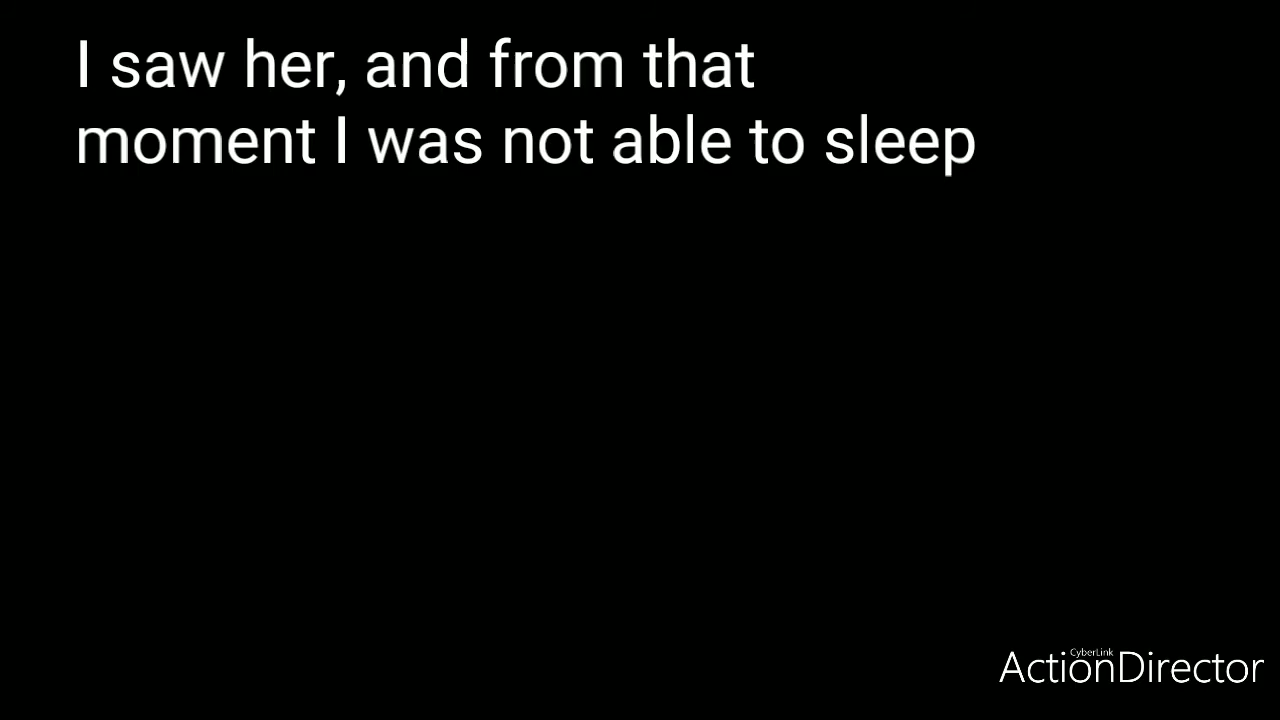 I saw her, and from that
moment I was not able to sleep
CyberLink
ActionDirector